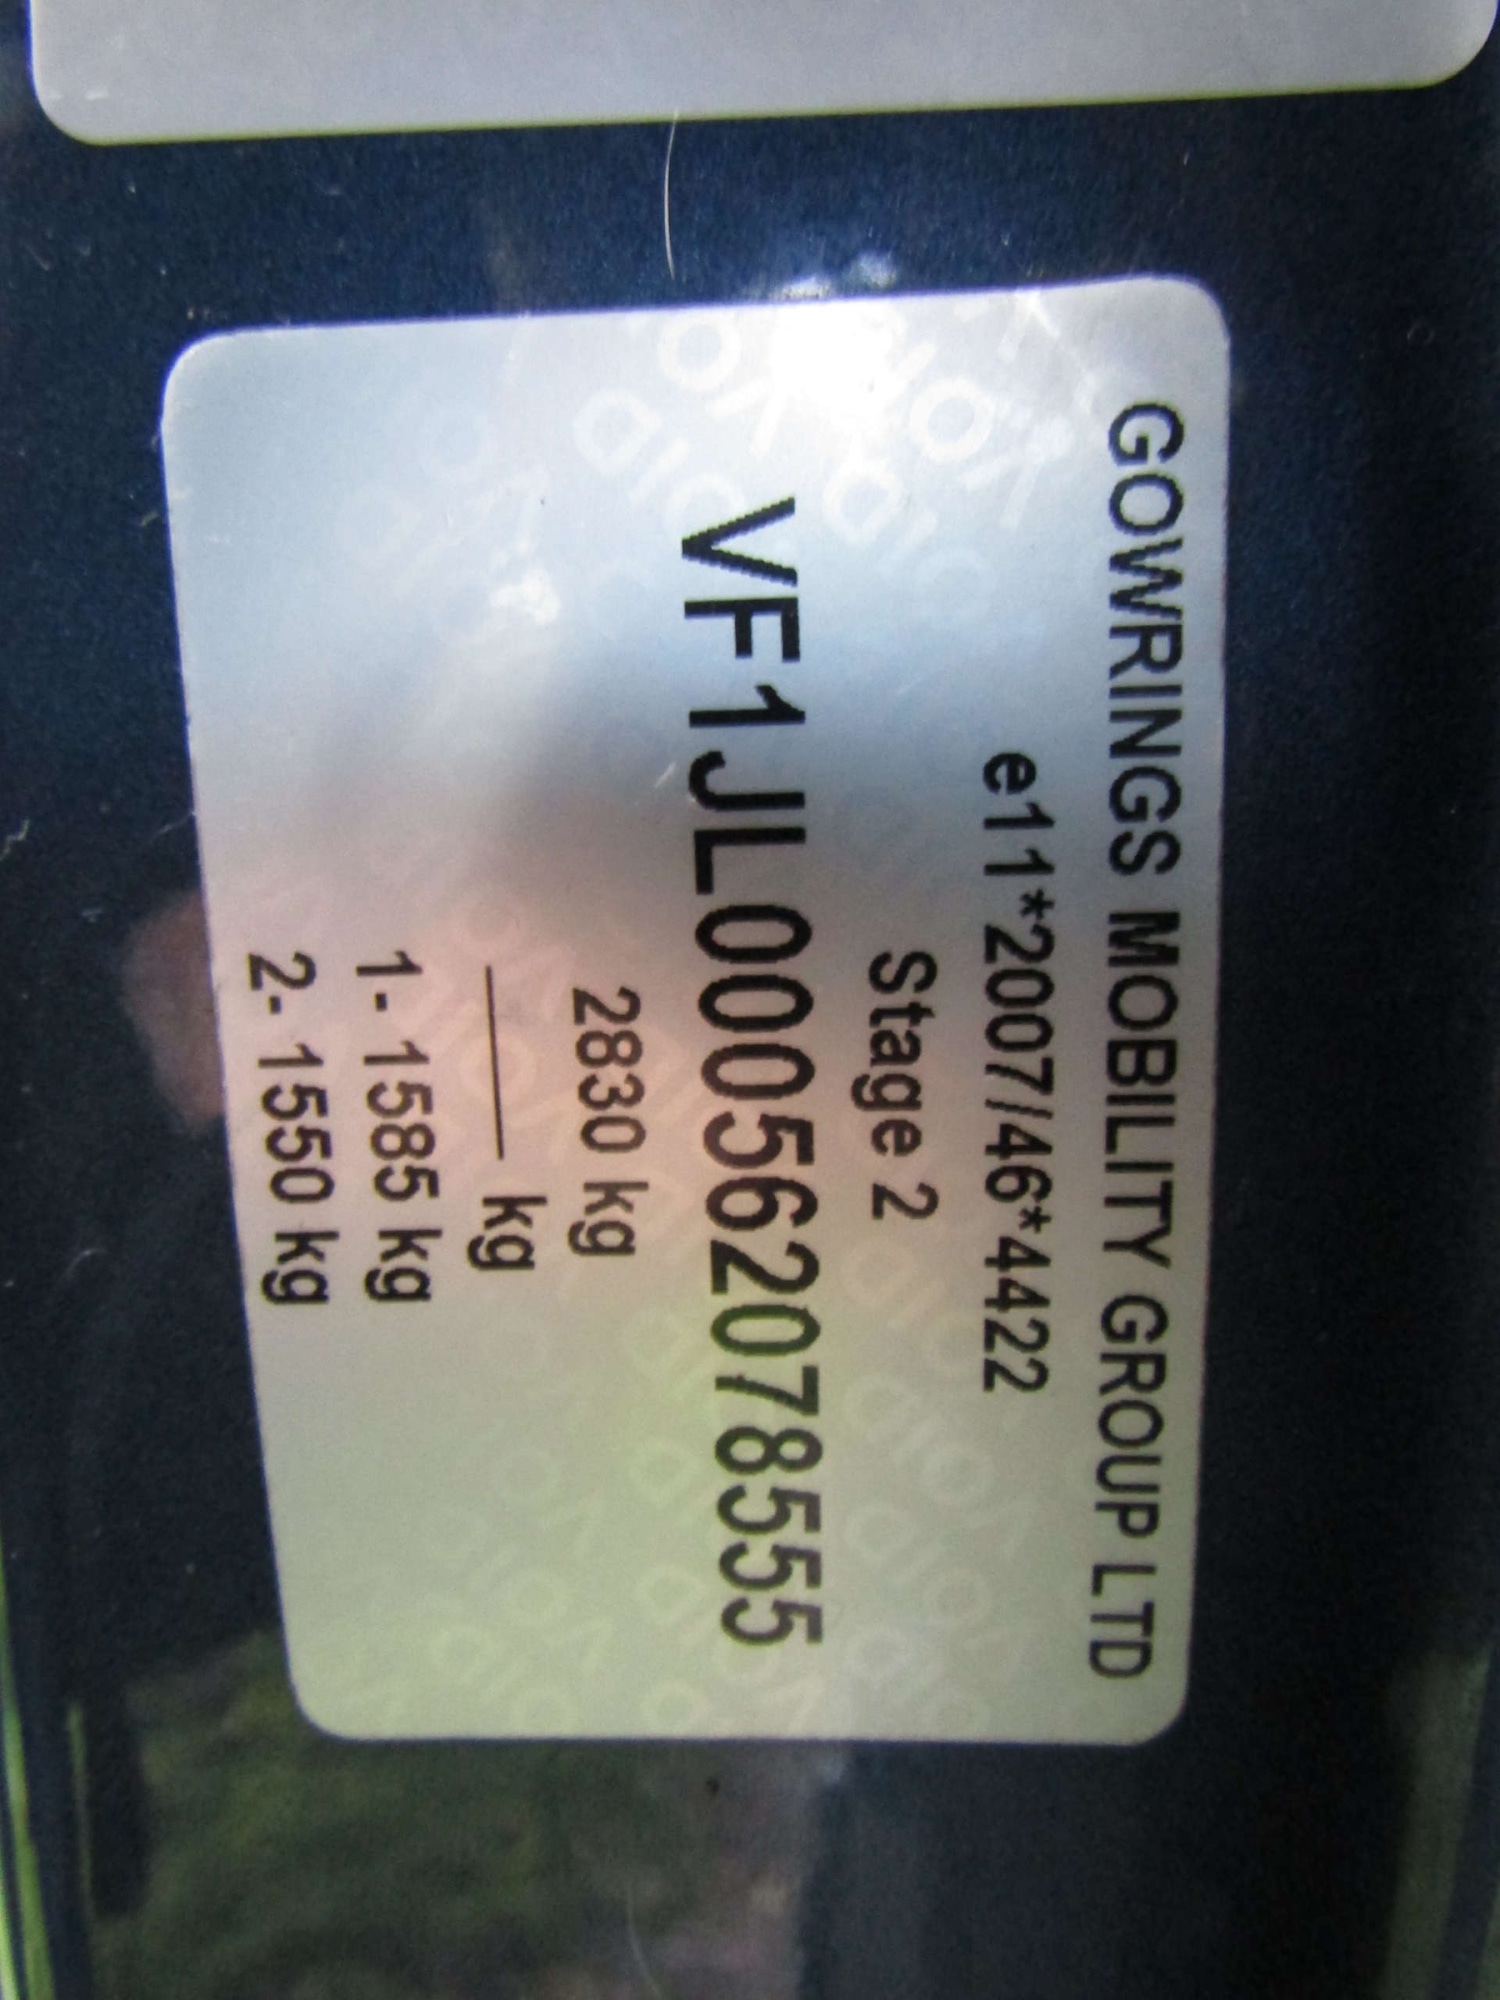 GOWRINGS MOBILITY GROUP LTD
e11*2007/46*4422
Stage 2
VF1JL000562078555
2830 kg
____ kg
1- 1585 kg
2- 1550 kg